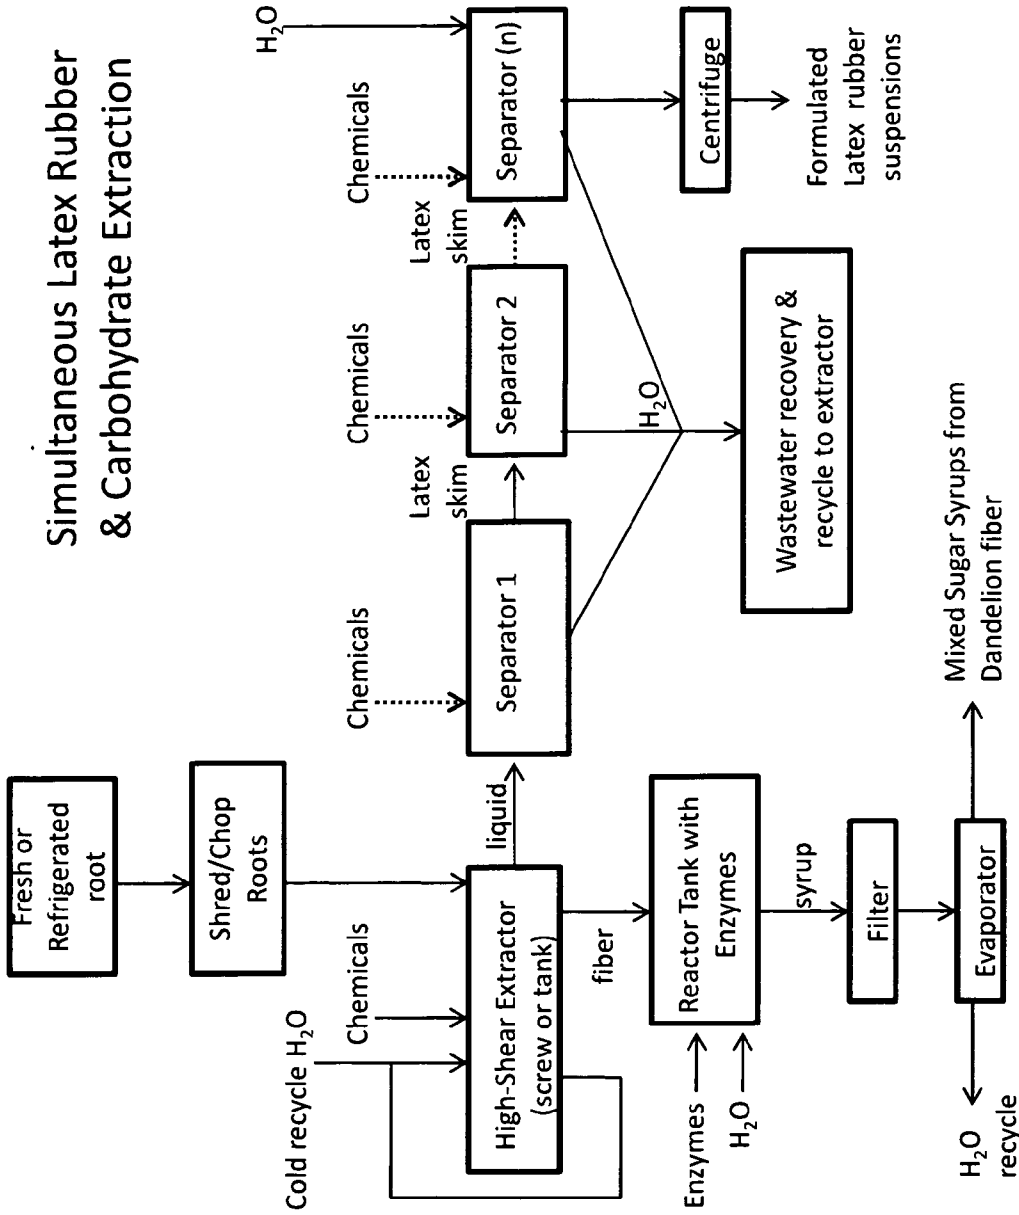 Simultaneous Latex Rubber
& Carbohydrate Extraction
Fresh or
Refrigerated
root
Shred/Chop
Roots
Cold recycle H₂O
Chemicals
High-Shear Extractor
(screw or tank)
liquid
fiber
Chemicals
Separator 1
Latex
skim
Chemicals
Separator 2
Latex
skim
Chemicals
H₂O
Separator (n)
H₂O
Centrifuge
Formulated
Latex rubber
suspensions
Wastewater recovery &
recycle to extractor
Enzymes
H₂O
Reactor Tank with
Enzymes
syrup
Filter
Evaporator
H₂O
recycle
Mixed Sugar Syrups from
Dandelion fiber